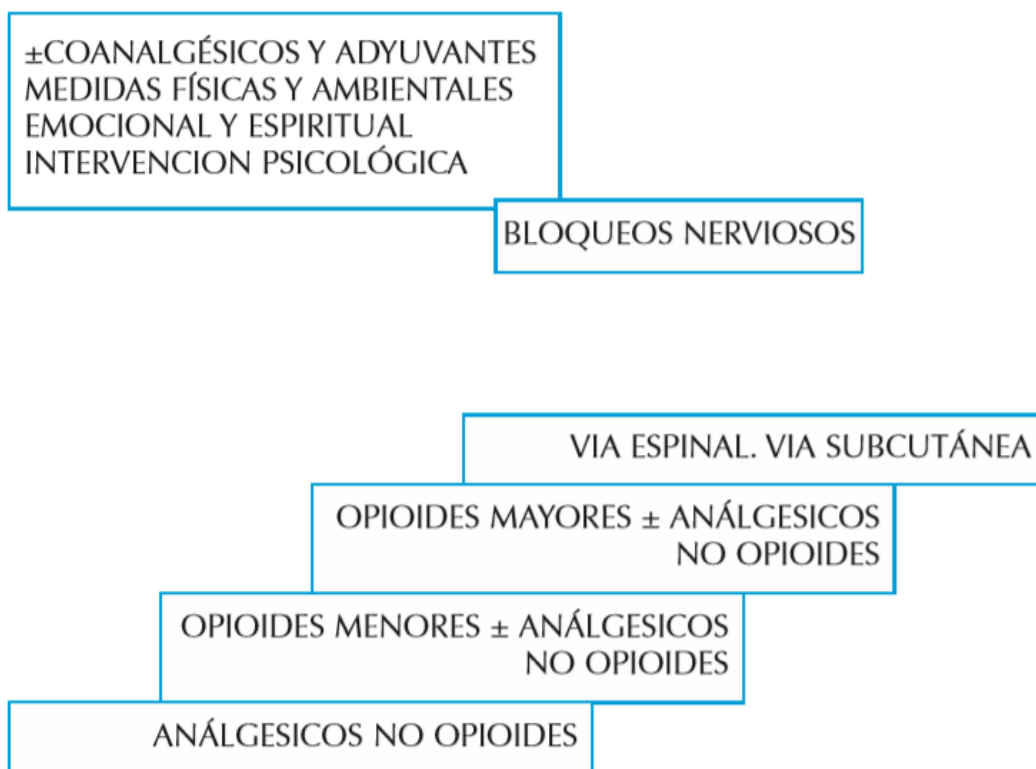 ±COANALGÉSICOS Y ADYUVANTES
MEDIDAS FÍSICAS Y AMBIENTALES
EMOCIONAL Y ESPIRITUAL
INTERVENCION PSICOLÓGICA
BLOQUEOS NERVIOSOS
VIA ESPINAL. VIA SUBCUTÁNEA
OPIOIDES MAYORES ± ANÁLGESICOS
NO OPIOIDES
OPIOIDES MENORES ± ANÁLGESICOS
NO OPIOIDES
ANÁLGESICOS NO OPIOIDES